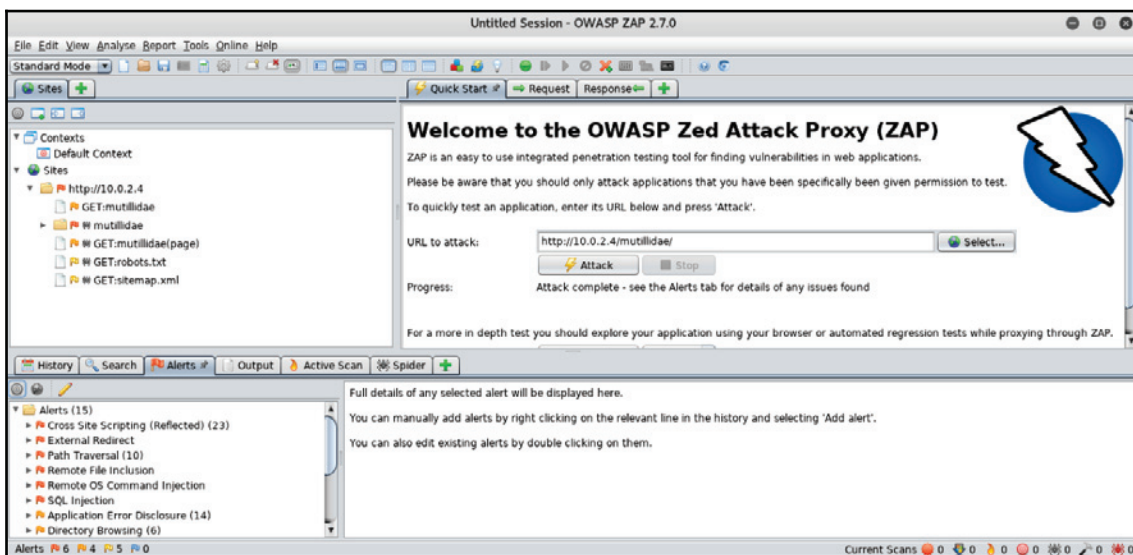 Untitled Session - OWASP ZAP 2.7.0
File Edit View Analyse Report Tools Online Help
Standard Mode
Sites
Quick Start
Request
Response
Contexts
Default Context
Sites
http://10.0.2.4
GET:mutillidae
mutillidae
GET:mutillidae(page)
GET:robots.txt
GET:sitemap.xml
Welcome to the OWASP Zed Attack Proxy (ZAP)
ZAP is an easy to use integrated penetration testing tool for finding vulnerabilities in web applications.
Please be aware that you should only attack applications that you have been specifically been given permission to test.
To quickly test an application, enter its URL below and press 'Attack'.
URL to attack: http://10.0.2.4/mutillidae/ Select...
Attack Stop
Progress: Attack complete - see the Alerts tab for details of any issues found
For a more in depth test you should explore your application using your browser or automated regression tests while proxying through ZAP.
History Search Alerts Output Active Scan Spider
Alerts (15)
Cross Site Scripting (Reflected) (23)
External Redirect
Path Traversal (10)
Remote File Inclusion
Remote OS Command Injection
SQL Injection
Application Error Disclosure (14)
Directory Browsing (6)
Full details of any selected alert will be displayed here.
You can manually add alerts by right clicking on the relevant line in the history and selecting 'Add alert'.
You can also edit existing alerts by double clicking on them.
Alerts 6 4 5 0
Current Scans 0 0 0 0 0 0 0